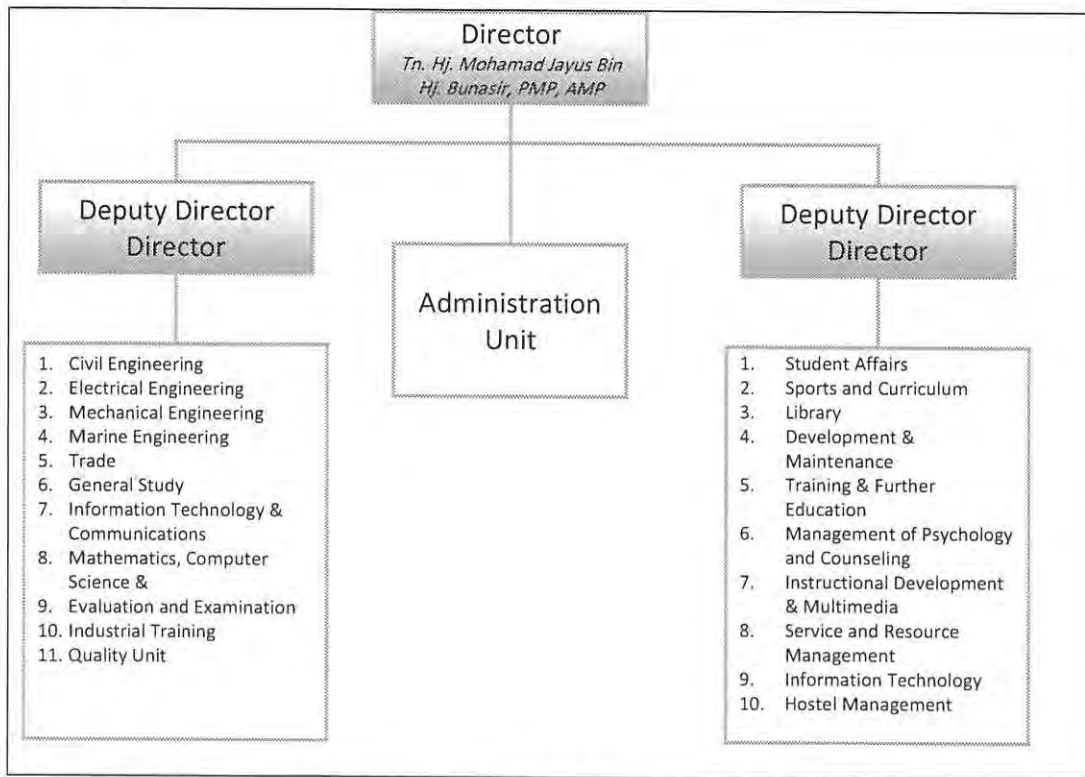 Director
Tn. Hj. Mohamad Jayus Bin
Hj. Bunasir, PMP, AMP
Deputy Director
Director
Administration
Unit
Deputy Director
Director
1. Civil Engineering
2. Electrical Engineering
3. Mechanical Engineering
4. Marine Engineering
5. Trade
6. General Study
7. Information Technology &
Communications
8. Mathematics, Computer
Science &
9. Evaluation and Examination
10. Industrial Training
11. Quality Unit
1. Student Affairs
2. Sports and Curriculum
3. Library
4. Development &
Maintenance
5. Training & Further
Education
6. Management of Psychology
and Counseling
7. Instructional Development
& Multimedia
8. Service and Resource
Management
9. Information Technology
10. Hostel Management